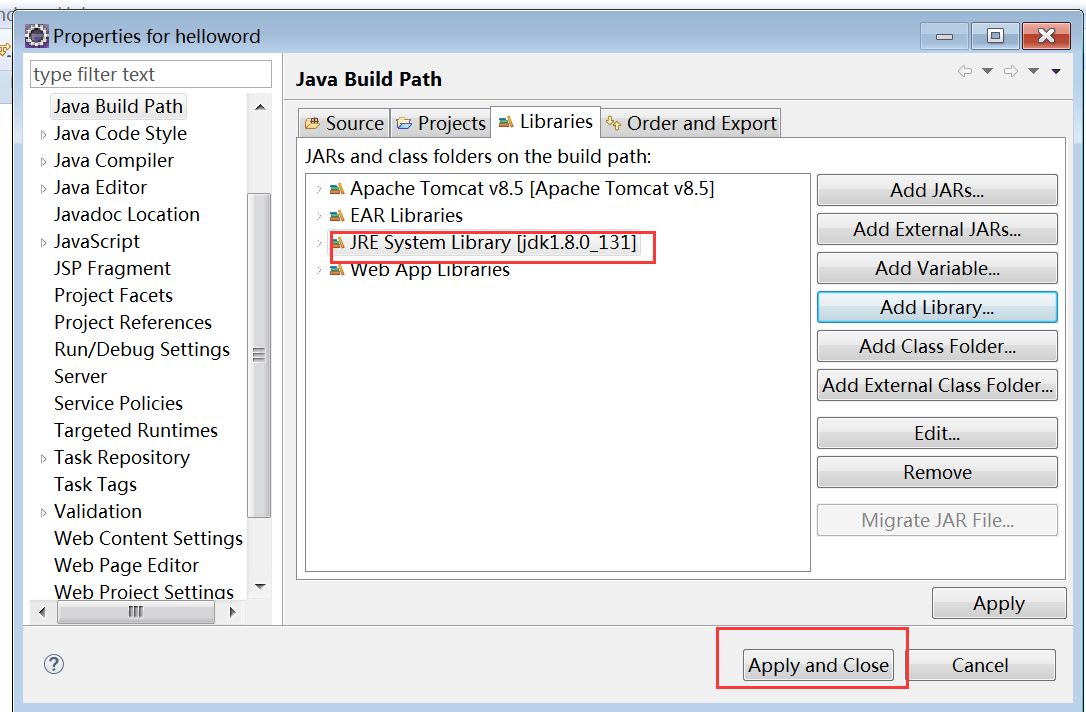 Properties for helloword
type filter text
Java Build Path
Java Code Style
Java Compiler
Java Editor
Javadoc Location
JavaScript
JSP Fragment
Project Facets
Project References
Run/Debug Settings
Server
Service Policies
Targeted Runtimes
Task Repository
Task Tags
Validation
Web Content Settings
Web Page Editor
Web Project Settings
Java Build Path
Source Projects Libraries Order and Export
JARs and class folders on the build path:
Apache Tomcat v8.5 [Apache Tomcat v8.5]
EAR Libraries
JRE System Library [jdk1.8.0_131]
Web App Libraries
Add JARs...
Add External JARs...
Add Variable...
Add Library...
Add Class Folder...
Add External Class Folder...
Edit...
Remove
Migrate JAR File...
Apply
Apply and Close Cancel